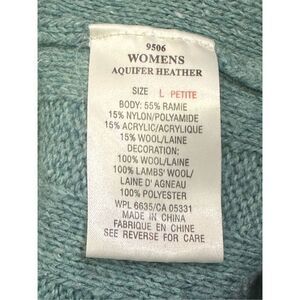 9506
WOMENS
AQUIFER HEATHER
SIZE L PETITE
BODY: 55% RAMIE
15% NYLON/POLYAMIDE
15% ACRYLIC/ACRYLIQUE
15% WOOL/LAINE
DECORATION:
100% WOOL/LAINE
100% LAMBS' WOOL/
LAINE D' AGNEAU
100% POLYESTER
WPL 6635/CA 05331
MADE IN CHINA
FABRIQUE EN CHINE
SEE REVERSE FOR CARE